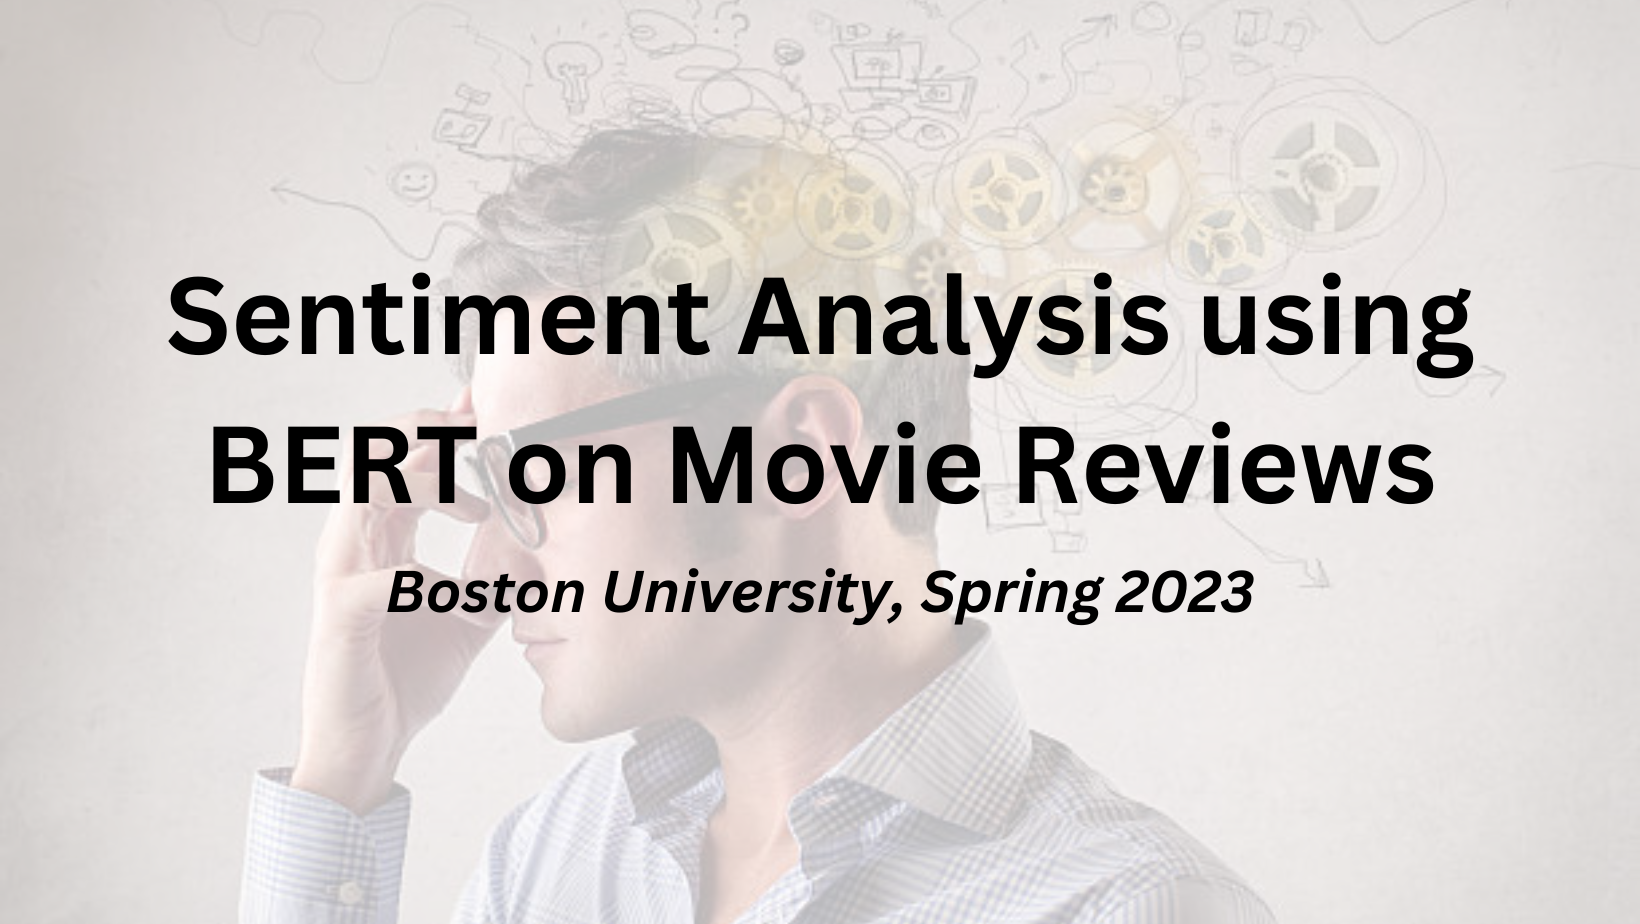 Sentiment Analysis using
BERT on Movie Reviews
Boston University, Spring 2023